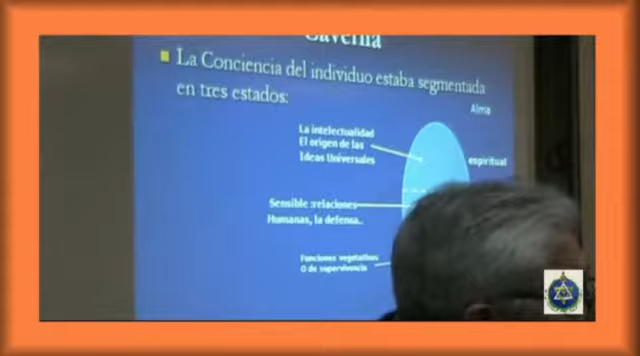 Caverna
La Conciencia del individuo estaba segmentada
en tres estados:
Alma
La intelectualidad
El origen de las
Ideas Universales
espiritual
Sensible :relaciones
Humanas, la defensa..
Funciones vegetativas
O de supervivencia